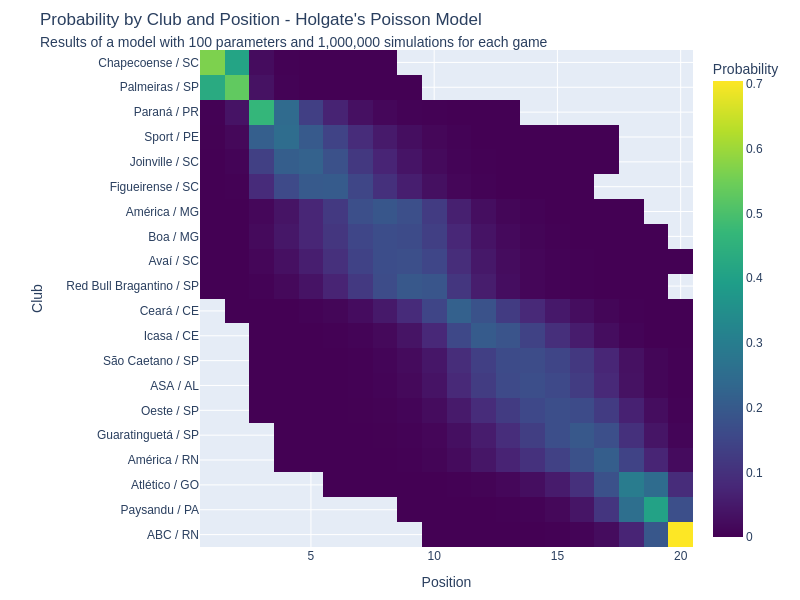 Probability by Club and Position - Holgate's Poisson Model
Results of a model with 100 parameters and 1,000,000 simulations for each game
Probability
Chapecoense / SC
Palmeiras / SP
Paraná / PR
Sport / PE
Joinville / SC
Figueirense / SC
América / MG
Boa / MG
Avaí / SC
Red Bull Bragantino / SP
Ceará / CE
Icasa / CE
São Caetano / SP
ASA / AL
Oeste / SP
Guaratinguetá / SP
América / RN
Atlético / GO
Paysandu / PA
ABC / RN
Club
5
10
15
20
Position
0.7
0.6
0.5
0.4
0.3
0.2
0.1
0